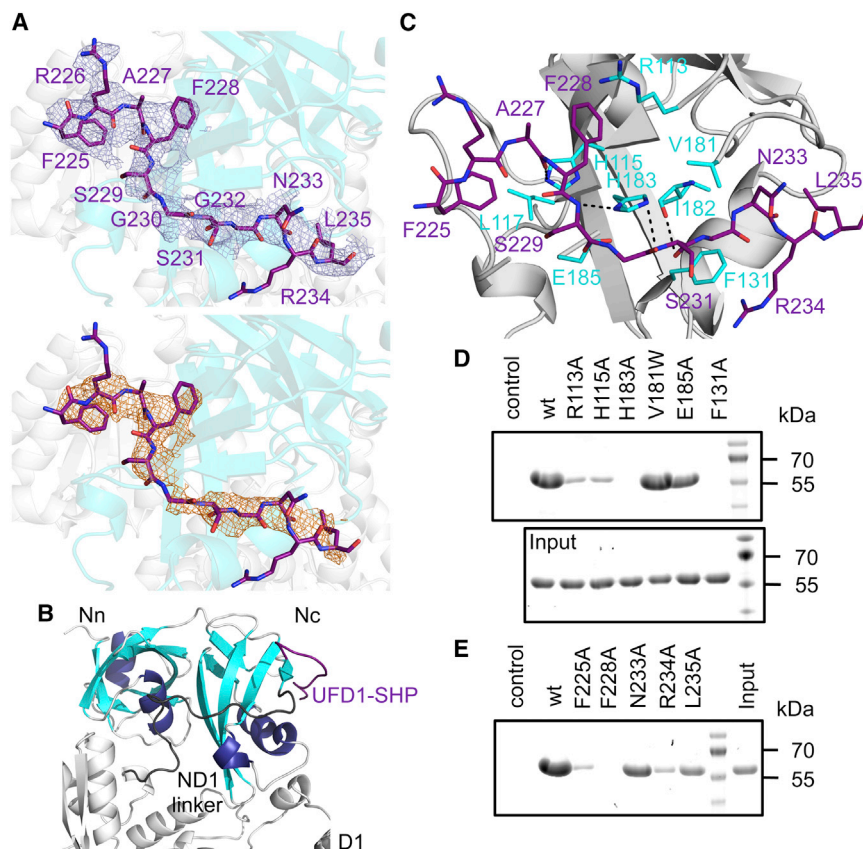 A
R226
A227
F228
F225
S229
G232
N233
G230
L235
S231
R234
B
Nn
Nc
UFD1-SHP
ND1
linker
D1
C
F228
R113
A227
V181
H115
N233
H183
L235
I182
L117
F225
S229
E185
F131
S231
R234
D
control
wt
R113A
H115A
H183A
V181W
E185A
F131A
kDa
70
55
Input
70
55
E
control
wt
F225A
F228A
N233A
R234A
L235A
Input
kDa
70
55